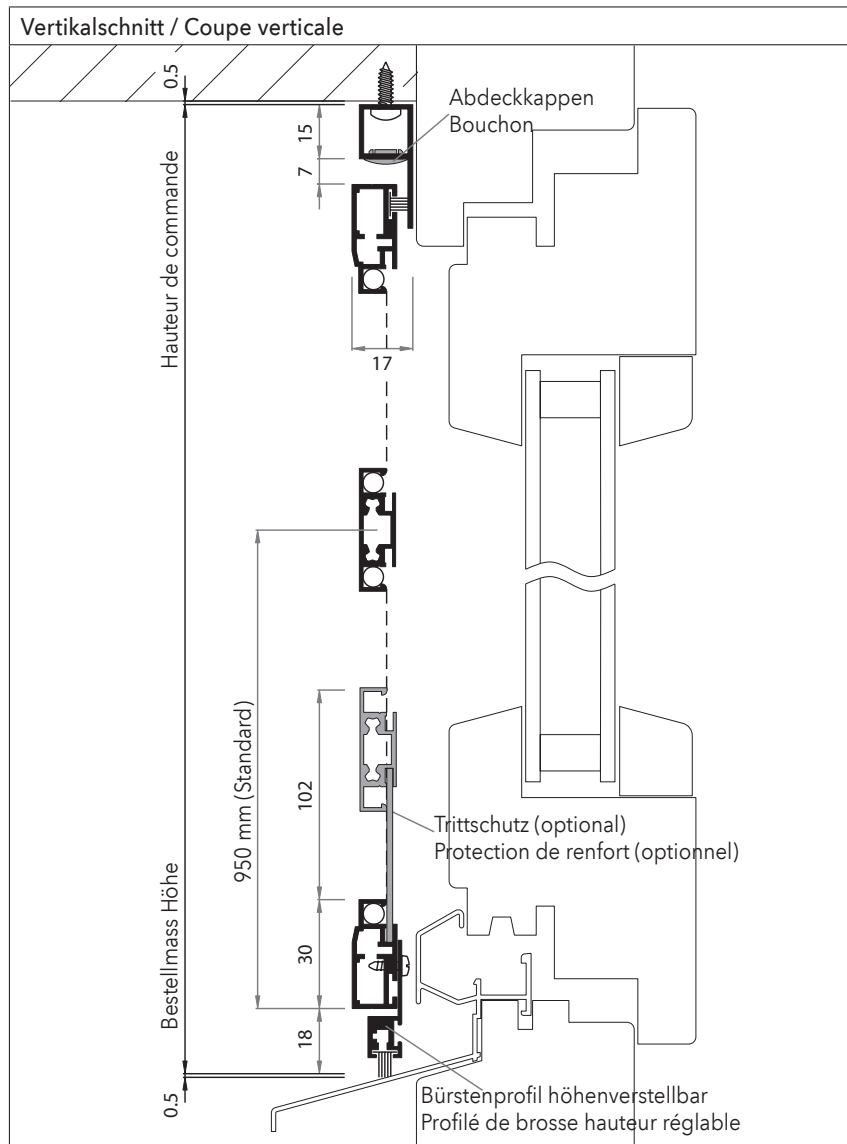 Vertikalschnitt / Coupe verticale
0.5
Abdeckkappen
Bouchon
15
7
Hauteur de commande
17
950 mm (Standard)
102
Trittschutz (optional)
Protection de renfort (optionnel)
Bestellmass Höhe
30
18
0.5
Bürstenprofil höhenverstellbar
Profilé de brosse hauteur réglable